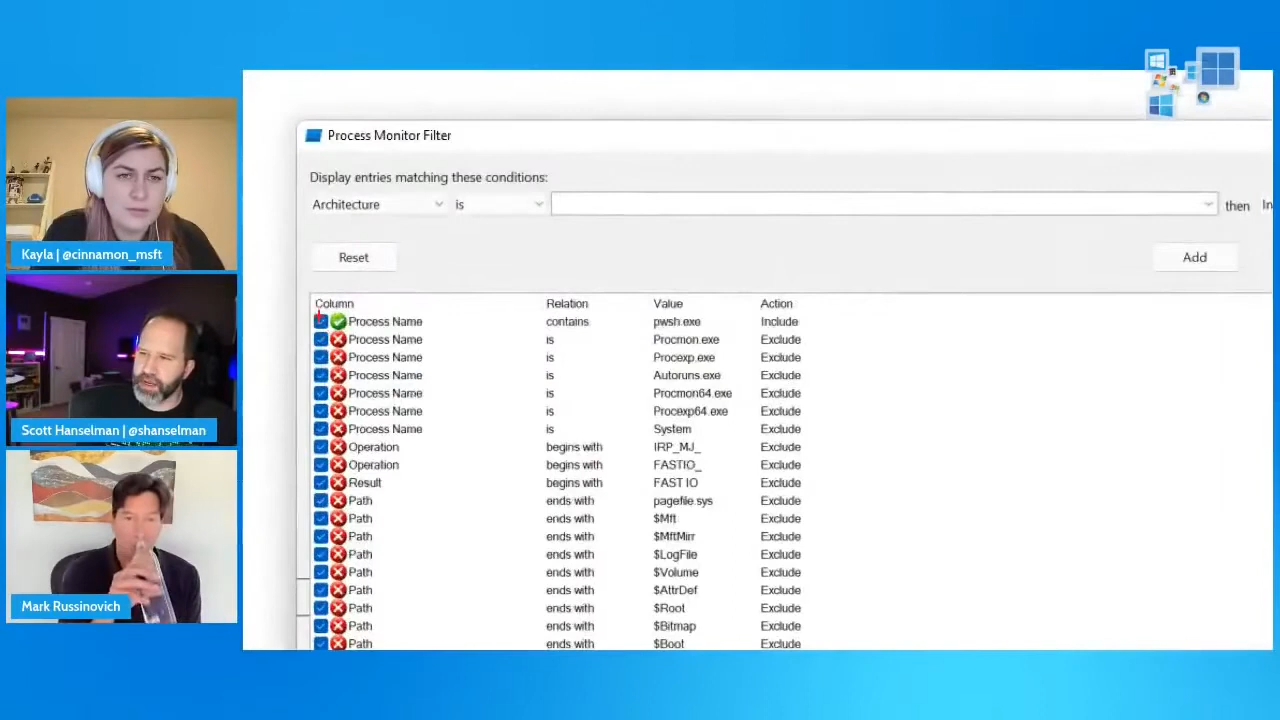 Process Monitor Filter
Display entries matching these conditions:
Architecture is then In
Reset Add
Column Relation Value Action
Process Name contains pwsh.exe Include
Process Name is Procmon.exe Exclude
Process Name is Procexp.exe Exclude
Process Name is Autoruns.exe Exclude
Process Name is Procmon64.exe Exclude
Process Name is Procexp64.exe Exclude
Process Name is System Exclude
Operation begins with IRP_MJ_ Exclude
Operation begins with FASTIO_ Exclude
Result begins with FAST IO Exclude
Path ends with pagefile.sys Exclude
Path ends with $Mft Exclude
Path ends with $MftMirr Exclude
Path ends with $LogFile Exclude
Path ends with $Volume Exclude
Path ends with $AttrDef Exclude
Path ends with $Root Exclude
Path ends with $Bitmap Exclude
Path ends with $Boot Exclude
Kayla | @cinnamon_msft
Scott Hanselman | @shanselman
Mark Russinovich